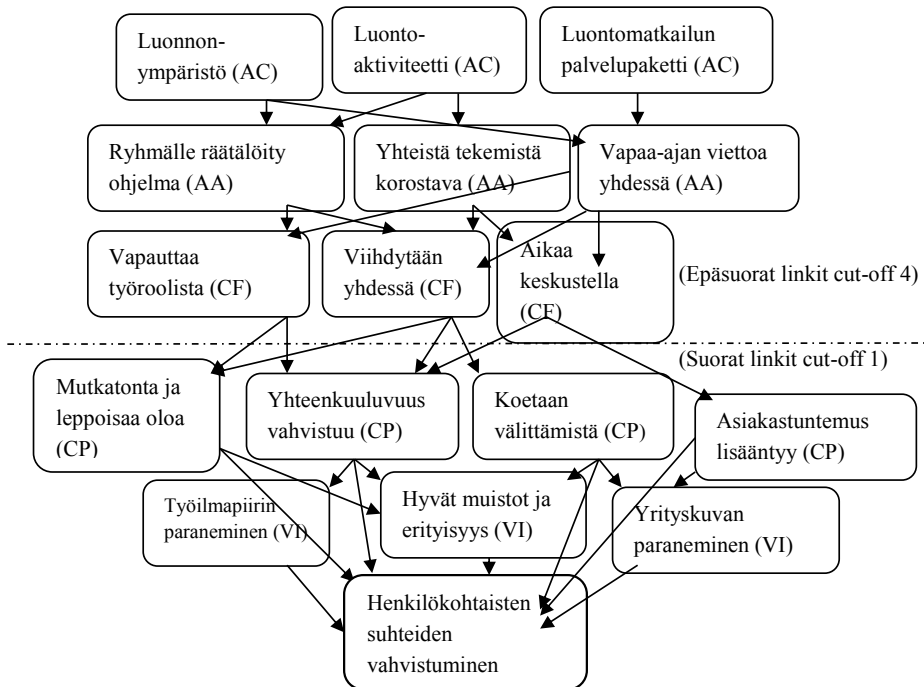 Luonnon-
ympäristö (AC)
Luonto-
aktiviteetti (AC)
Luontomatkailun
palvelupaketti (AC)
Ryhmälle räätälöity
ohjelma (AA)
Yhteistä tekemistä
korostava (AA)
Vapaa-ajan viettoa
yhdessä (AA)
Vapauttaa
työroolista (CF)
Viihdytään
yhdessä (CF)
Aikaa
keskustella
(CF)
(Epäsuorat linkit cut-off 4)
(Suorat linkit cut-off 1)
Mutkatonta ja
leppoisaa oloa
(CP)
Yhteenkuuluvuus
vahvistuu (CP)
Koetaan
välittämistä (CP)
Asiakastuntemus
lisääntyy (CP)
Työilmapiirin
paraneminen (VI)
Hyvät muistot ja
erityisyys (VI)
Yrityskuvan
paraneminen (VI)
Henkilökohtaisten
suhteiden
vahvistuminen